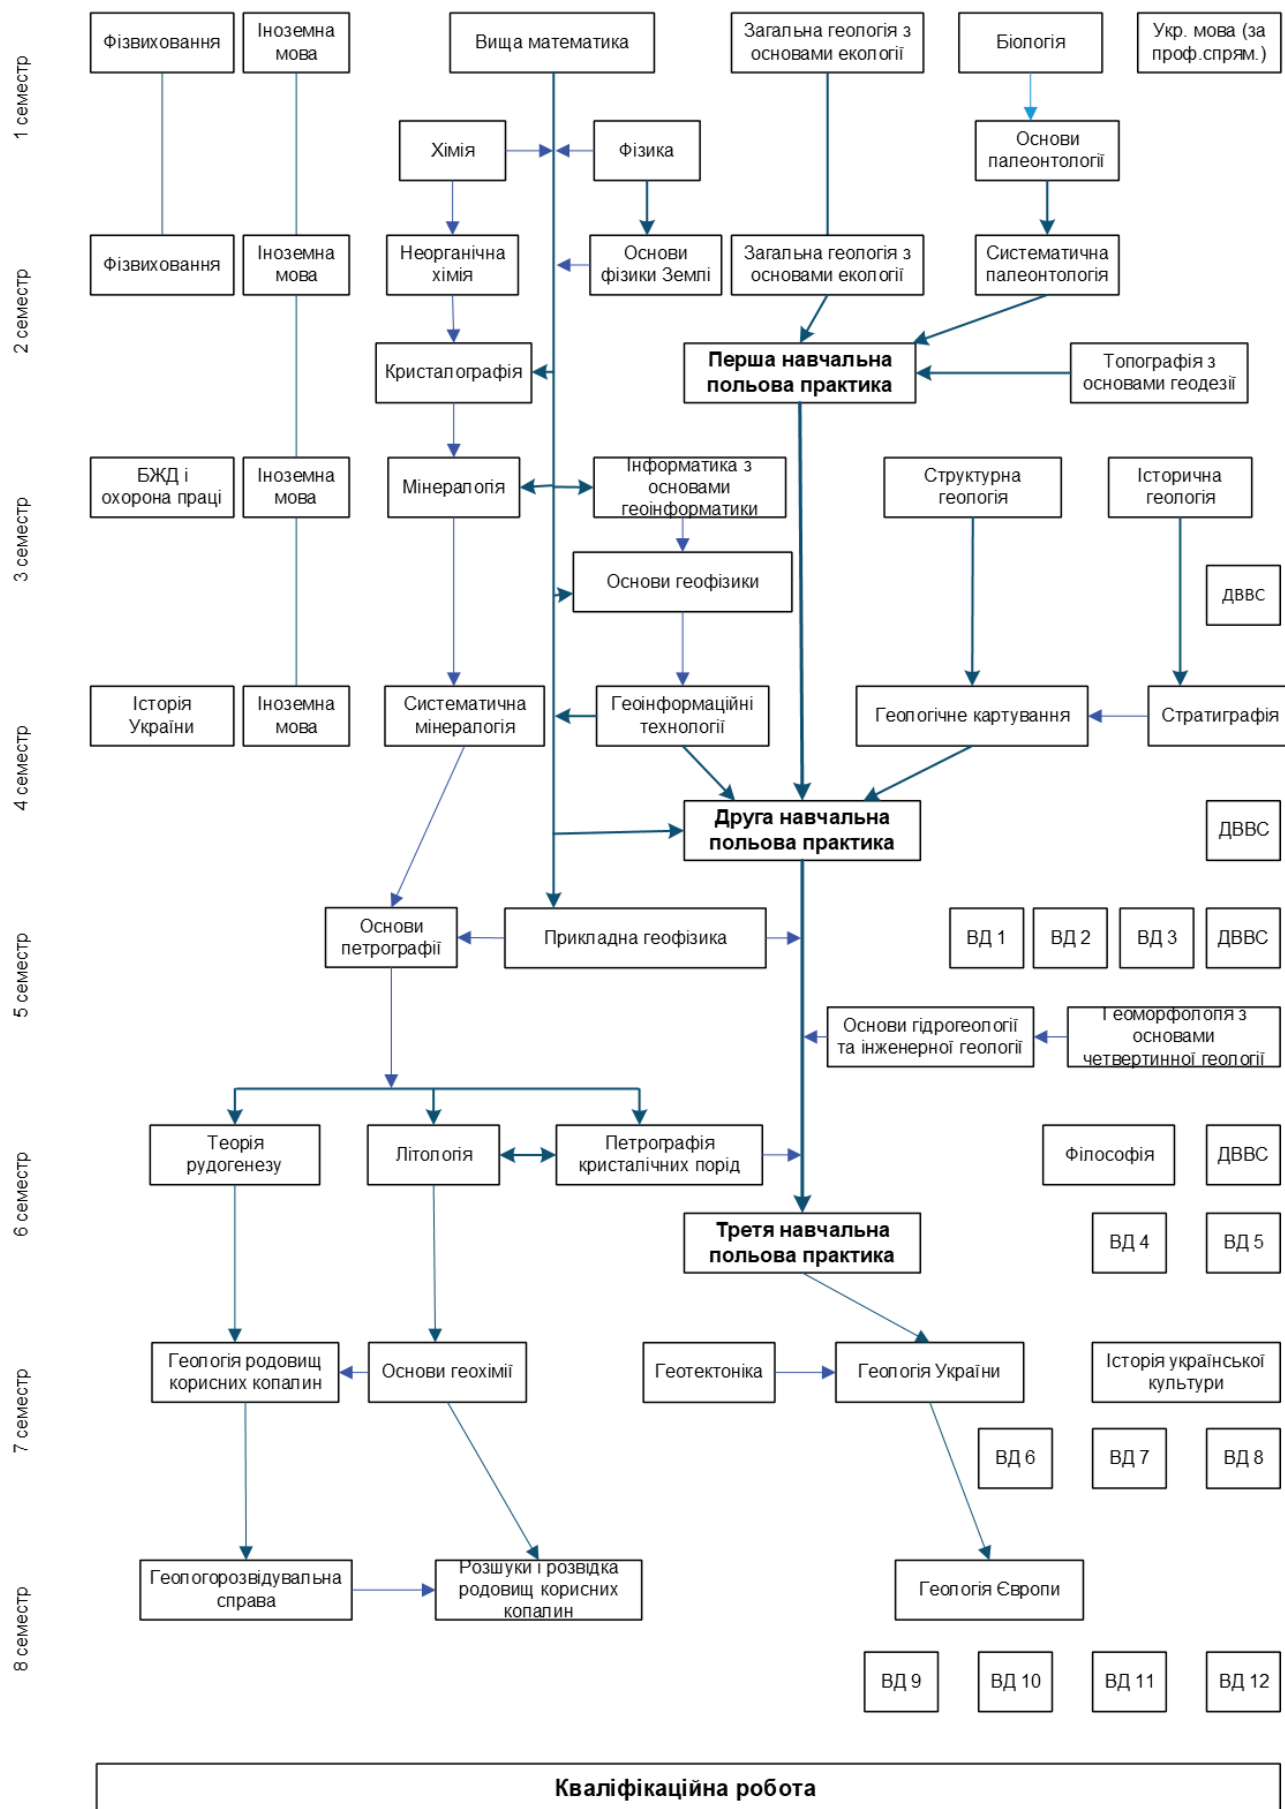 1 семестр
Фізвиховання
Іноземна
мова
Вища математика
Загальна геологія з
основами екології
Біологія
Укр. мова (за
проф.спрям.)
Хімія
Фізика
Основи
палеонтології
2 семестр
Фізвиховання
Іноземна
мова
Неорганічна
хімія
Основи
фізики Землі
Загальна геологія з
основами екології
Систематична
палеонтологія
Кристалографія
Перша навчальна
польова практика
Топографія з
основами геодезії
3 семестр
БЖД і
охорона праці
Іноземна
мова
Мінералогія
Інформатика з
основами
геоінформатики
Структурна
геологія
Історична
геологія
Основи геофізики
ДВВС
4 семестр
Історія
України
Іноземна
мова
Систематична
мінералогія
Геоінформаційні
технології
Геологічне картування
Стратиграфія
Друга навчальна
польова практика
ДВВС
5 семестр
Основи
петрографії
Прикладна геофізика
ВД 1
ВД 2
ВД 3
ДВВС
Основи гідрогеології
та інженерної геології
Геоморфологія з
основами
четвертинної геології
6 семестр
Теорія
рудогенезу
Літологія
Петрографія
кристалічних порід
Філософія
ДВВС
Третя навчальна
польова практика
ВД 4
ВД 5
7 семестр
Геологія родовищ
корисних копалин
Основи геохімії
Геотектоніка
Геологія України
Історія української
культури
ВД 6
ВД 7
ВД 8
8 семестр
Геологорозвідувальна
справа
Розшуки і розвідка
родовищ корисних
копалин
Геологія Європи
ВД 9
ВД 10
ВД 11
ВД 12
Кваліфікаційна робота